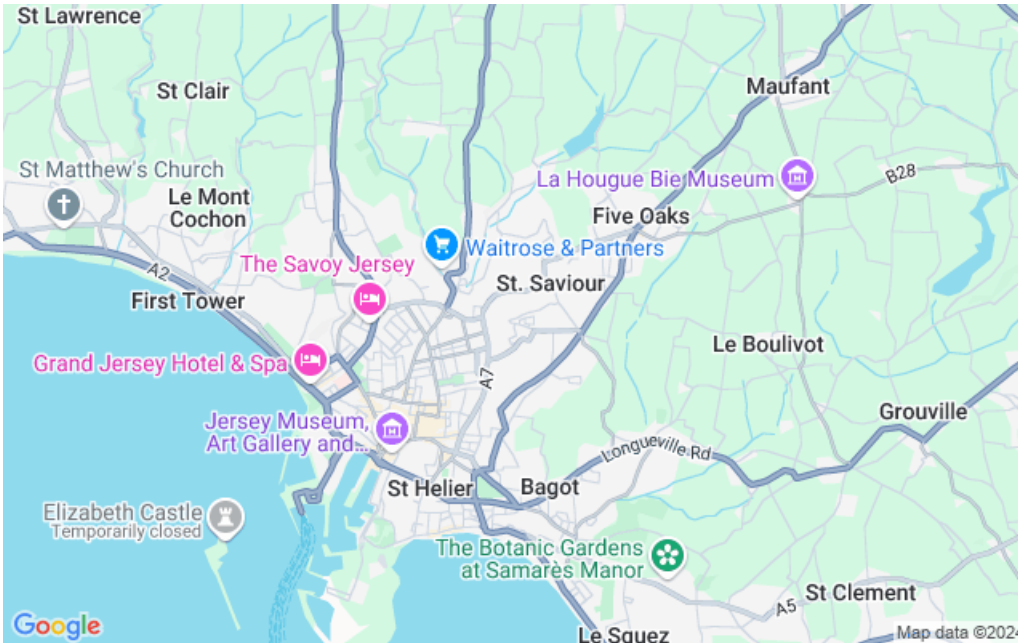 St Lawrence
St Clair
Maufant
St Matthew's Church
Le Mont
Cochon
La Hougue Bie Museum
B28
Five Oaks
Waitrose & Partners
The Savoy Jersey
A2
St. Saviour
First Tower
Le Boulivot
Grand Jersey Hotel & Spa
A7
Grouville
Jersey Museum,
Art Gallery and...
Longueville Rd
St Helier
Bagot
Elizabeth Castle
Temporarily closed
The Botanic Gardens
at Samarès Manor
St Clement
A5
Google
Le Squez
Map data ©2024